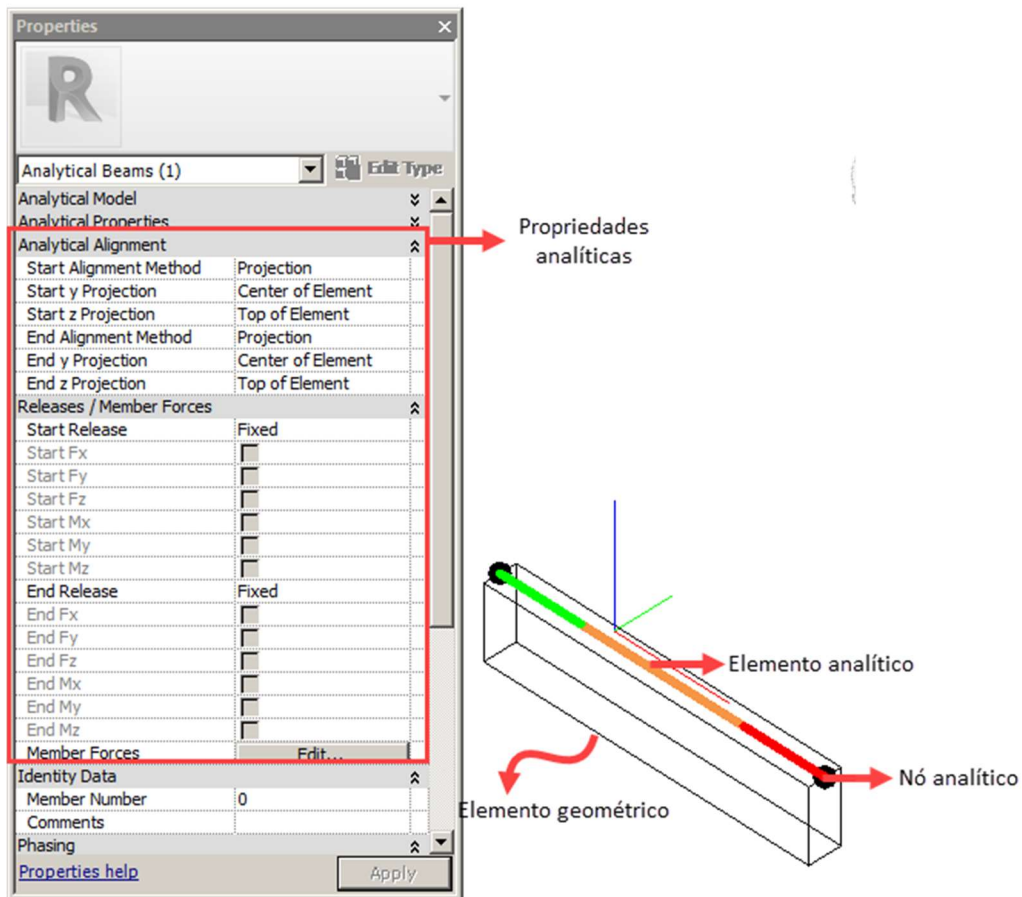 Properties
R
Analytical Beams (1)
Edit Type
Analytical Model
Analytical Properties
Analytical Alignment
Start Alignment Method Projection
Start y Projection Center of Element
Start z Projection Top of Element
End Alignment Method Projection
End y Projection Center of Element
End z Projection Top of Element
Releases / Member Forces
Start Release Fixed
Start Fx
Start Fy
Start Fz
Start Mx
Start My
Start Mz
End Release Fixed
End Fx
End Fy
End Fz
End Mx
End My
End Mz
Member Forces Edit...
Identity Data
Member Number 0
Comments
Phasing
Properties help
Apply
Propriedades
analíticas
Elemento analítico
Nó analítico
Elemento geométrico